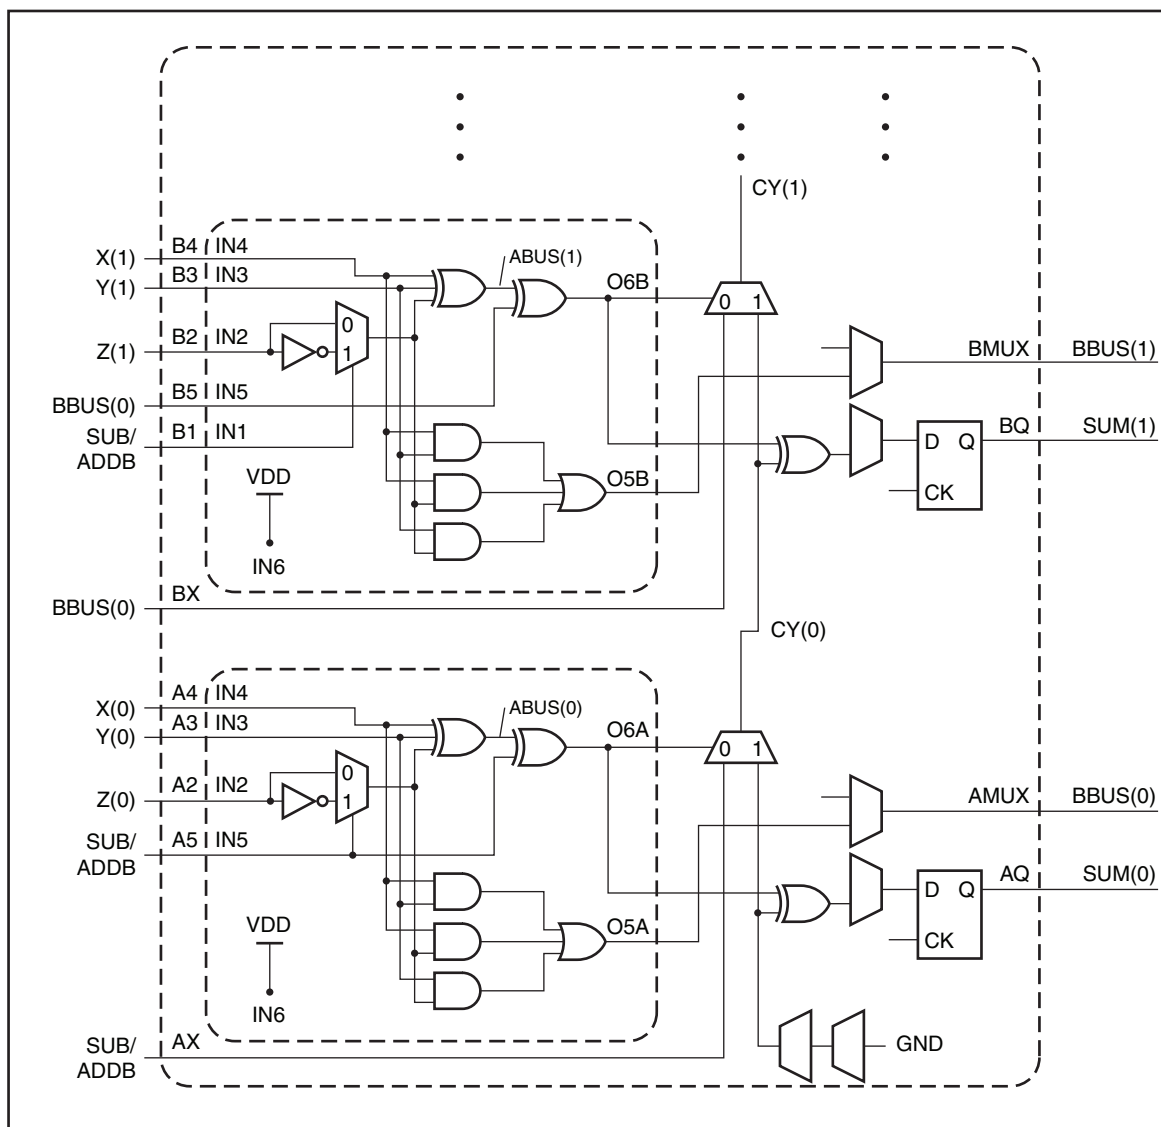 CY(1)
X(1) B4 IN4
Y(1) B3 IN3
ABUS(1)
O6B
0 1
0
Z(1) B2 IN2
1
BMUX BBUS(1)
BBUS(0) B5 IN5
SUB/
ADDB
B1 IN1
BQ SUM(1)
D Q
CK
VDD
O5B
IN6
BBUS(0) BX
CY(0)
X(0) A4 IN4
Y(0) A3 IN3
ABUS(0)
O6A
0 1
0
Z(0) A2 IN2
1
AMUX BBUS(0)
SUB/
ADDB
A5 IN5
AQ SUM(0)
D Q
CK
VDD
O5A
IN6
SUB/
ADDB
AX
GND